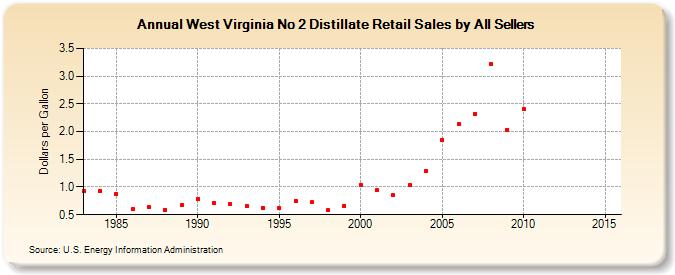 Annual West Virginia No 2 Distillate Retail Sales by All Sellers
Dollars per Gallon
3.5
3.0
2.5
2.0
1.5
1.0
0.5
1985 1990 1995 2000 2005 2010 2015
Source: U.S. Energy Information Administration